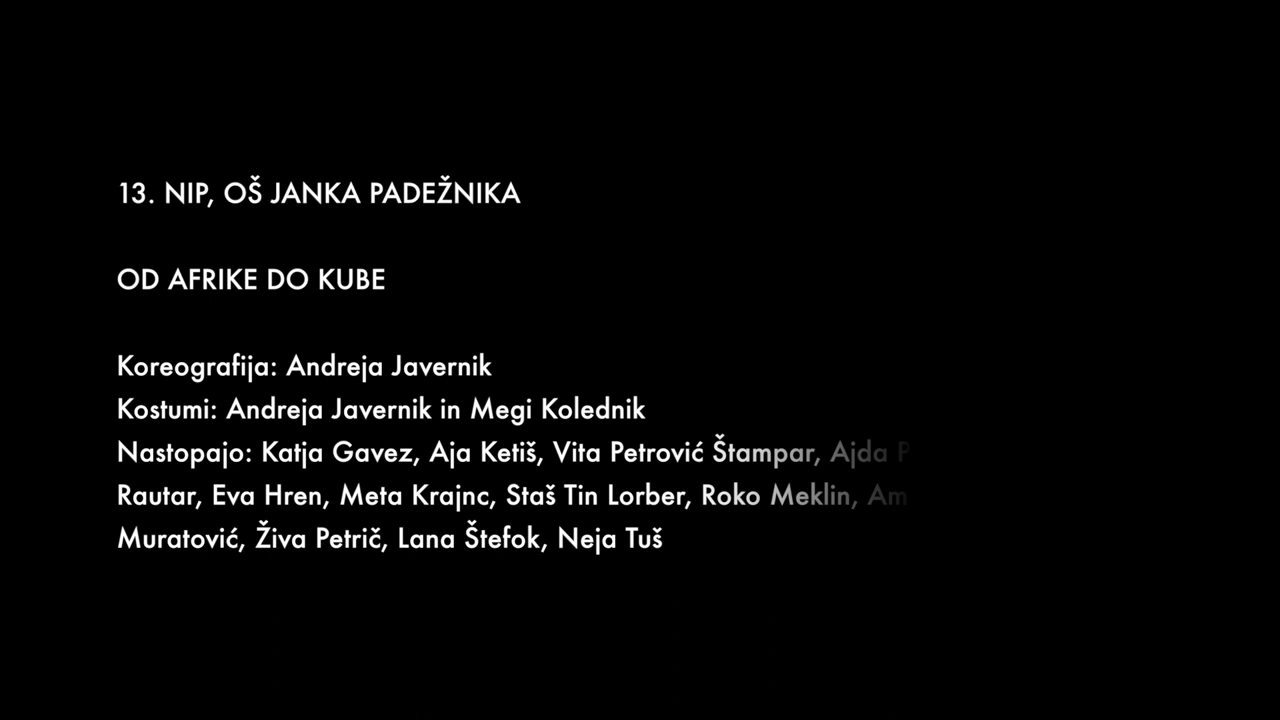 13. NIP, OŠ JANKA PADEŽNIKA
OD AFRIKE DO KUBE
Koreografija: Andreja Javernik
Kostumi: Andreja Javernik in Megi Kolednik
Nastopajo: Katja Gavez, Aja Ketiš, Vita Petrović Štampar, Ajda
Rautar, Eva Hren, Meta Krajnc, Staš Tin Lorber, Roko Meklin,
Muratović, Živa Petrič, Lana Štefok, Neja Tuš